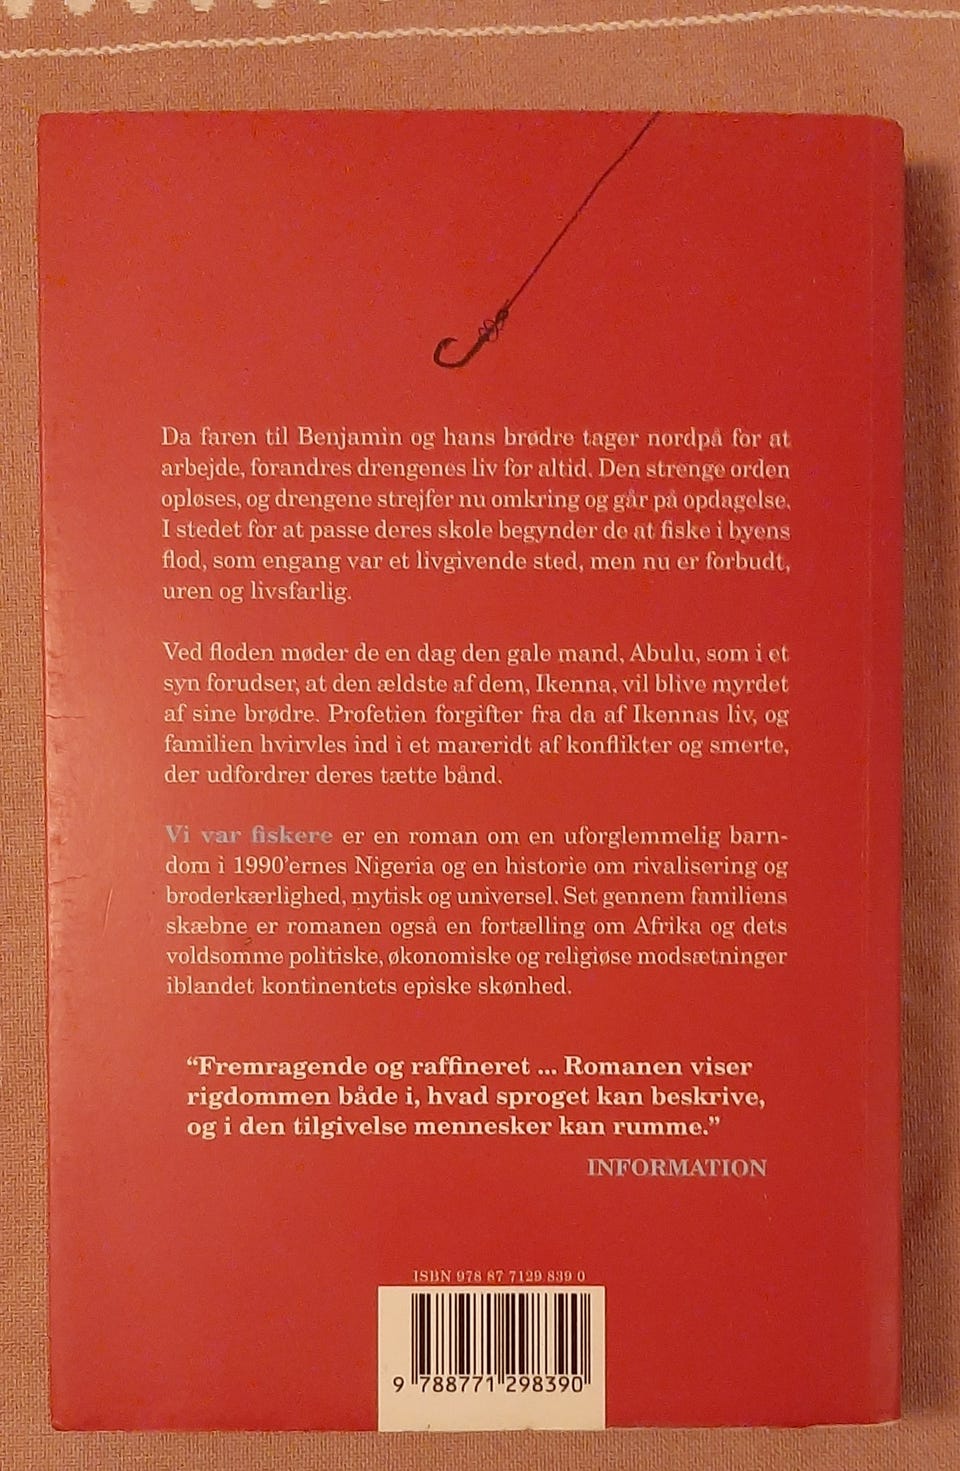 Da faren til Benjamin og hans brødre tager nordpå for at
arbejde, forandres drengenes liv for altid. Den strenge orden
opløses, og drengene strejfer nu omkring og går på opdagelse.
I stedet for at passe deres skole begynder de at fiske i byens
flod, som engang var et livgivende sted, men nu er forbudt,
uren og livsfarlig.
Ved floden møder de en dag den gale mand, Abulu, som i et
syn forudser, at den ældste af dem, Ikenna, vil blive myrdet
af sine brødre. Profetien forgifter fra da af Ikennas liv, og
familien hvirvles ind i et mareridt af konflikter og smerte,
der udfordrer deres tætte bånd.
Vi var fiskere er en roman om en uforglemmelig barn-
dom i 1990'ernes Nigeria og en historie om rivalisering og
broderkærlighed, mytisk og universel. Set gennem familiens
skæbne er romanen også en fortælling om Afrika og dets
voldsomme politiske, økonomiske og religiøse modsætninger
iblandet kontinentets episke skønhed.
“Fremragende og raffineret ... Romanen viser
rigdommen både i, hvad sproget kan beskrive,
og i den tilgivelse mennesker kan rumme.”
INFORMATION
ISBN 978 87 7129 839 0
9 788771 298390